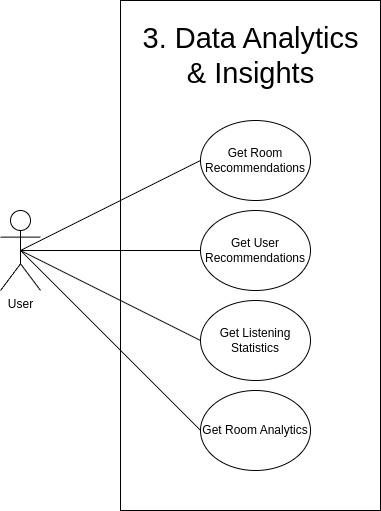 3. Data Analytics
& Insights
Get Room
Recommendations
Get User
Recommendations
User
Get Listening
Statistics
Get Room Analytics